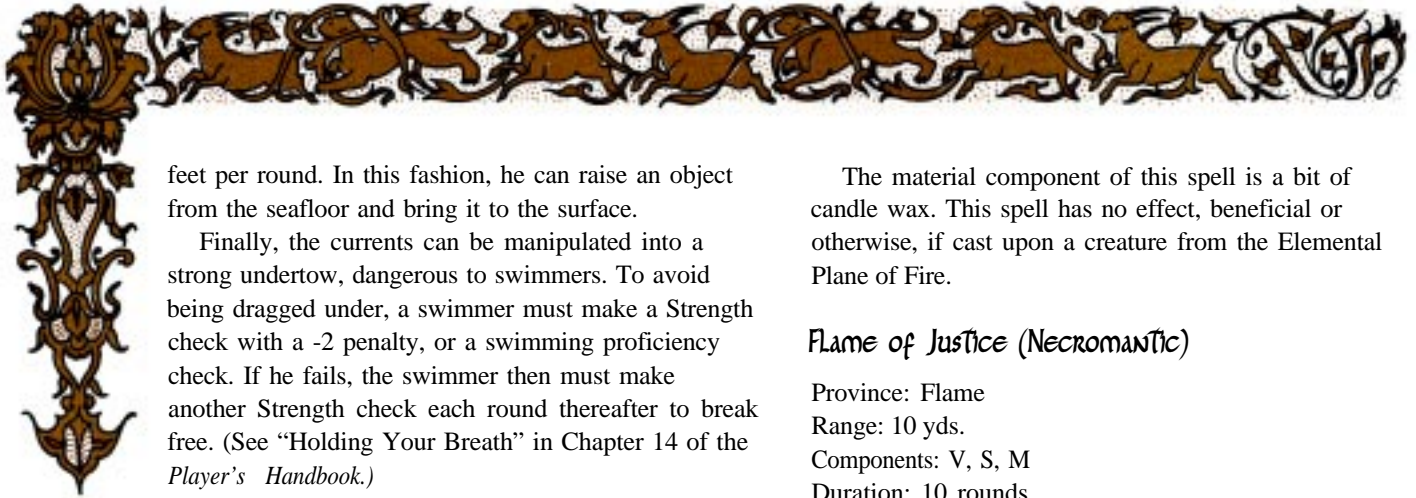 feet per round. In this fashion, he can raise an object
from the seafloor and bring it to the surface.
Finally, the currents can be manipulated into a
strong undertow, dangerous to swimmers. To avoid
being dragged under, a swimmer must make a Strength
check with a -2 penalty, or a swimming proficiency
check. If he fails, the swimmer then must make
another Strength check each round thereafter to break
free. (See “Holding Your Breath” in Chapter 14 of the
Player’s Handbook.)
The material component of this spell is a bit of
candle wax. This spell has no effect, beneficial or
otherwise, if cast upon a creature from the Elemental
Plane of Fire.
Flame of Justice (Necromantic)
Province: Flame
Range: 10 yds.
Components: V, S, M
Duration: 10 rounds